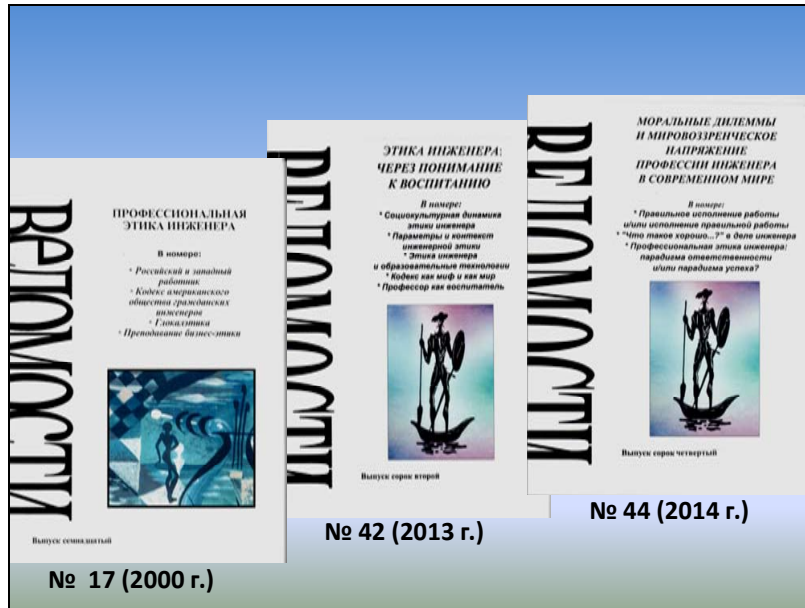 ВЕДОМОСТИ
ПРОФЕССИОНАЛЬНАЯ
ЭТИКА ИНЖЕНЕРА
В номере:
· Российский и западный
работник
· Кодекс американского
общества гражданских
инженеров
· Глокалэтика
· Преподавание бизнес-этики
Выпуск семнадцатый
№ 17 (2000 г.)
ВЕДОМОСТИ
ЭТИКА ИНЖЕНЕРА:
ЧЕРЕЗ ПОНИМАНИЕ
К ВОСПИТАНИЮ
В номере:
* Социокультурная динамика
этики инженера
* Параметры и контекст
инженерной этики
* Этика инженера
и образовательные технологии
* Кодекс как миф и как мир
* Профессор как воспитатель
Выпуск сорок второй
№ 42 (2013 г.)
ВЕДОМОСТИ
МОРАЛЬНЫЕ ДИЛЕММЫ
И МИРОВОЗЗРЕНЧЕСКОЕ
НАПРЯЖЕНИЕ
ПРОФЕССИИ ИНЖЕНЕРА
В СОВРЕМЕННОМ МИРЕ
В номере:
* Правильное исполнение работы
и/или исполнение правильной работы
* "Что такое хорошо...?" в деле инженера
* Профессиональная этика инженера:
парадигма ответственности
и/или парадигма успеха?
Выпуск сорок четвертый
№ 44 (2014 г.)